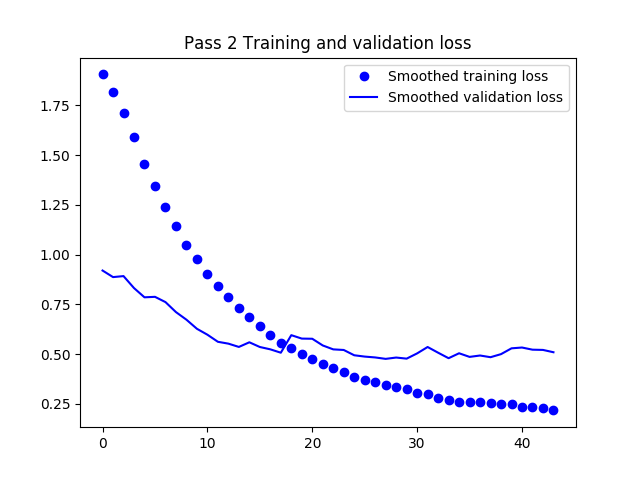 Pass 2 Training and validation loss
Smoothed training loss
Smoothed validation loss
1.75
1.50
1.25
1.00
0.75
0.50
0.25
0 10 20 30 40